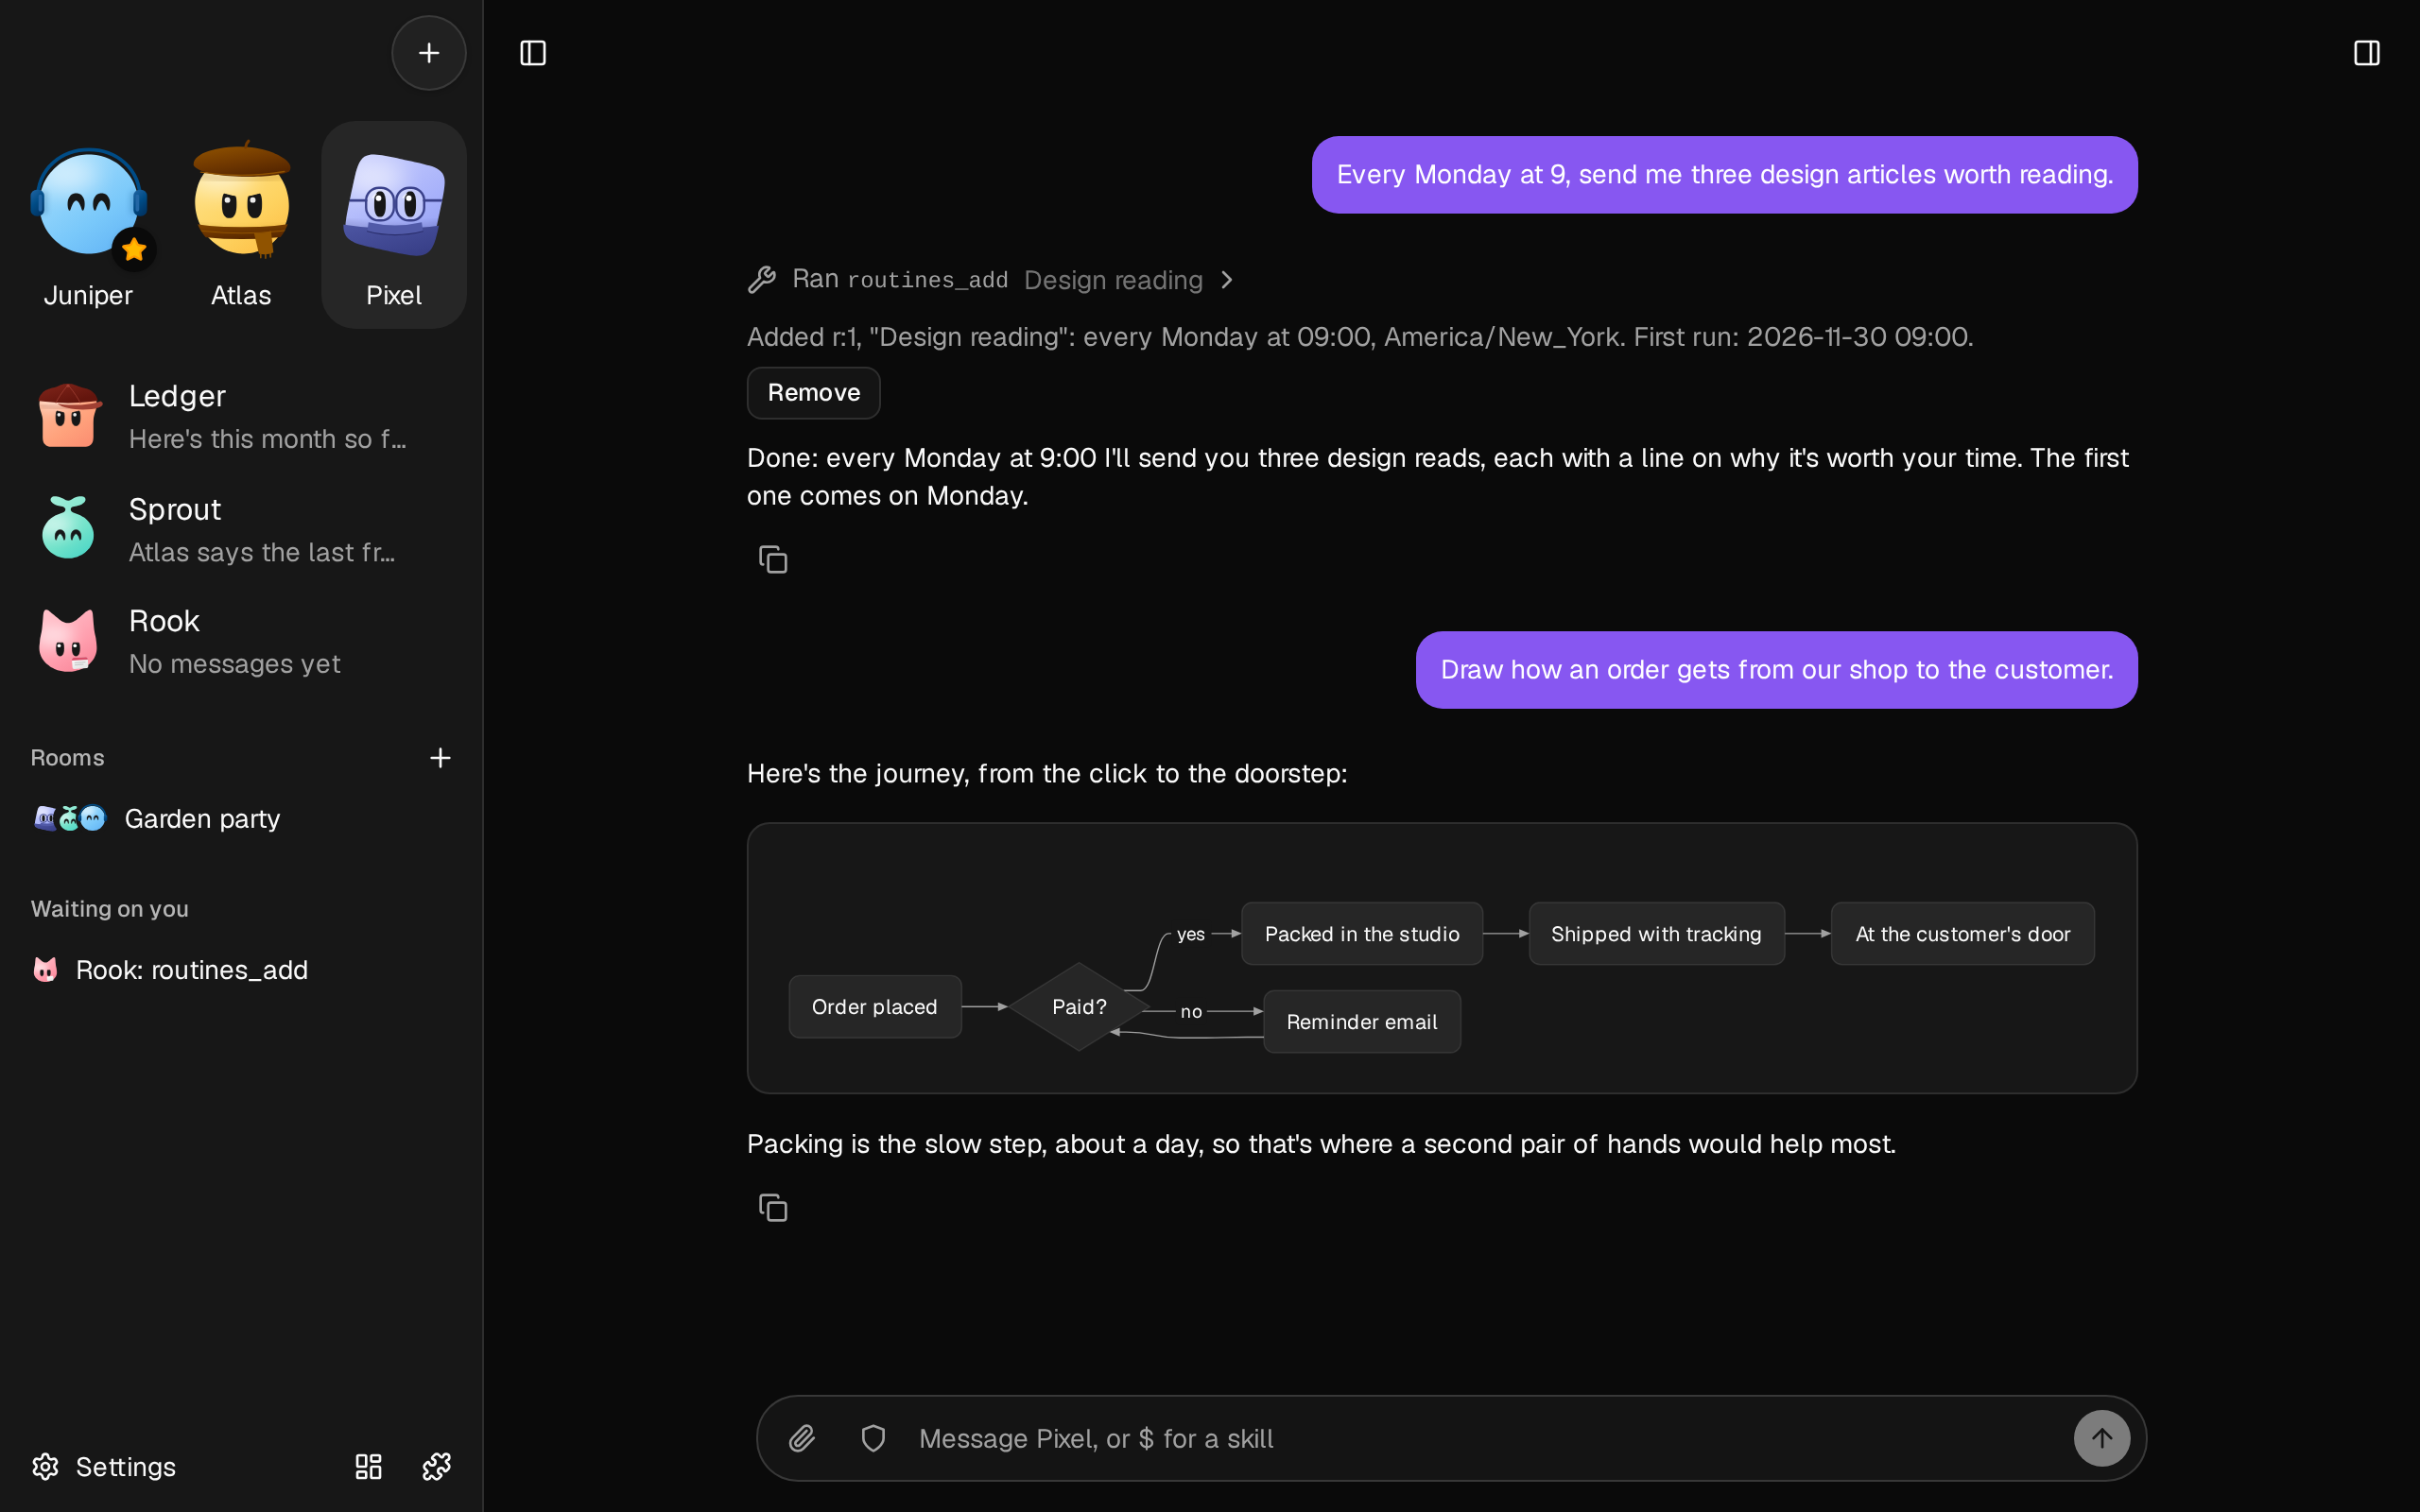 Juniper
Atlas
Pixel
Ledger
Here's this month so f...
Sprout
Atlas says the last fr...
Rook
No messages yet
Rooms
Garden party
Waiting on you
Rook: routines_add
Settings
Every Monday at 9, send me three design articles worth reading.
Ran routines_add Design reading
Added r:1, "Design reading": every Monday at 09:00, America/New_York. First run: 2026-11-30 09:00.
Remove
Done: every Monday at 9:00 I'll send you three design reads, each with a line on why it's worth your time. The first
one comes on Monday.
Draw how an order gets from our shop to the customer.
Here's the journey, from the click to the doorstep:
Order placed
Paid?
yes
Packed in the studio
Shipped with tracking
At the customer's door
no
Reminder email
Packing is the slow step, about a day, so that's where a second pair of hands would help most.
Message Pixel, or $ for a skill